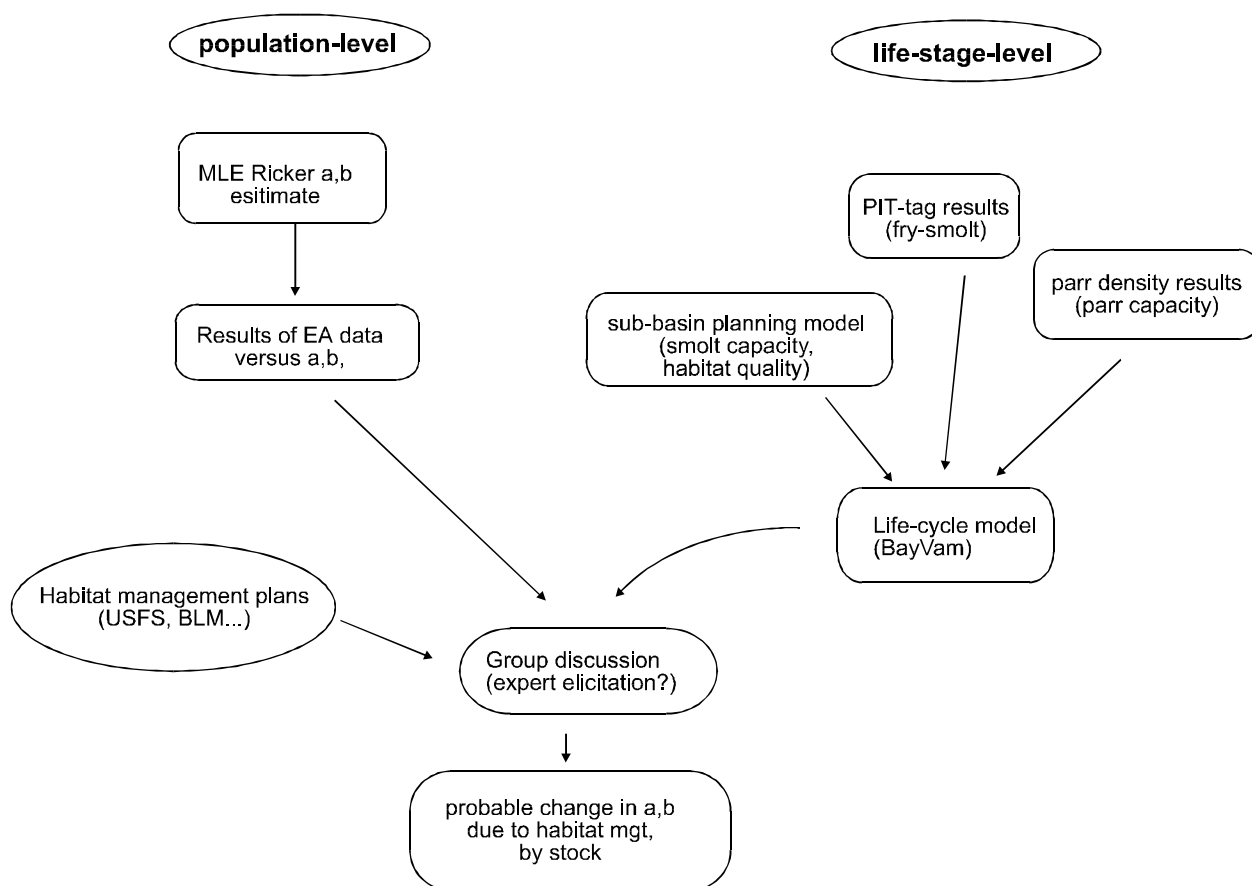 population-level
life-stage-level
MLE Ricker a,b
esitimate
PIT-tag results
(fry-smolt)
parr density results
(parr capacity)
Results of EA data
versus a,b,
sub-basin planning model
(smolt capacity,
habitat quality)
Life-cycle model
(BayVam)
Habitat management plans
(USFS, BLM...)
Group discussion
(expert elicitation?)
probable change in a,b
due to habitat mgt,
by stock